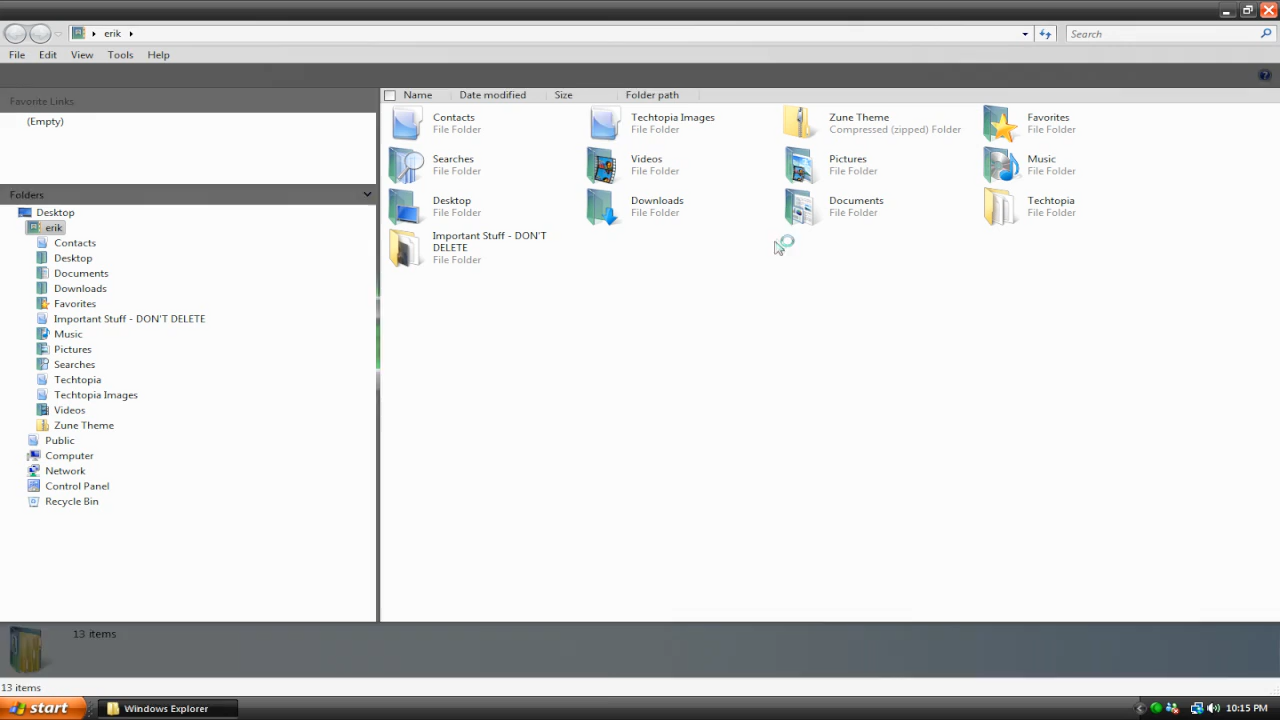 erik
Search
File Edit View Tools Help
Favorite Links
(Empty)
Folders
Desktop
erik
Contacts
Desktop
Documents
Downloads
Favorites
Important Stuff - DON'T DELETE
Music
Pictures
Searches
Techtopia
Techtopia Images
Videos
Zune Theme
Public
Computer
Network
Control Panel
Recycle Bin
Name Date modified Size Folder path
Contacts
File Folder
Techtopia Images
File Folder
Zune Theme
Compressed (zipped) Folder
Favorites
File Folder
Searches
File Folder
Videos
File Folder
Pictures
File Folder
Music
File Folder
Desktop
File Folder
Downloads
File Folder
Documents
File Folder
Techtopia
File Folder
Important Stuff - DON'T
DELETE
File Folder
13 items
13 items
start
Windows Explorer
10:15 PM